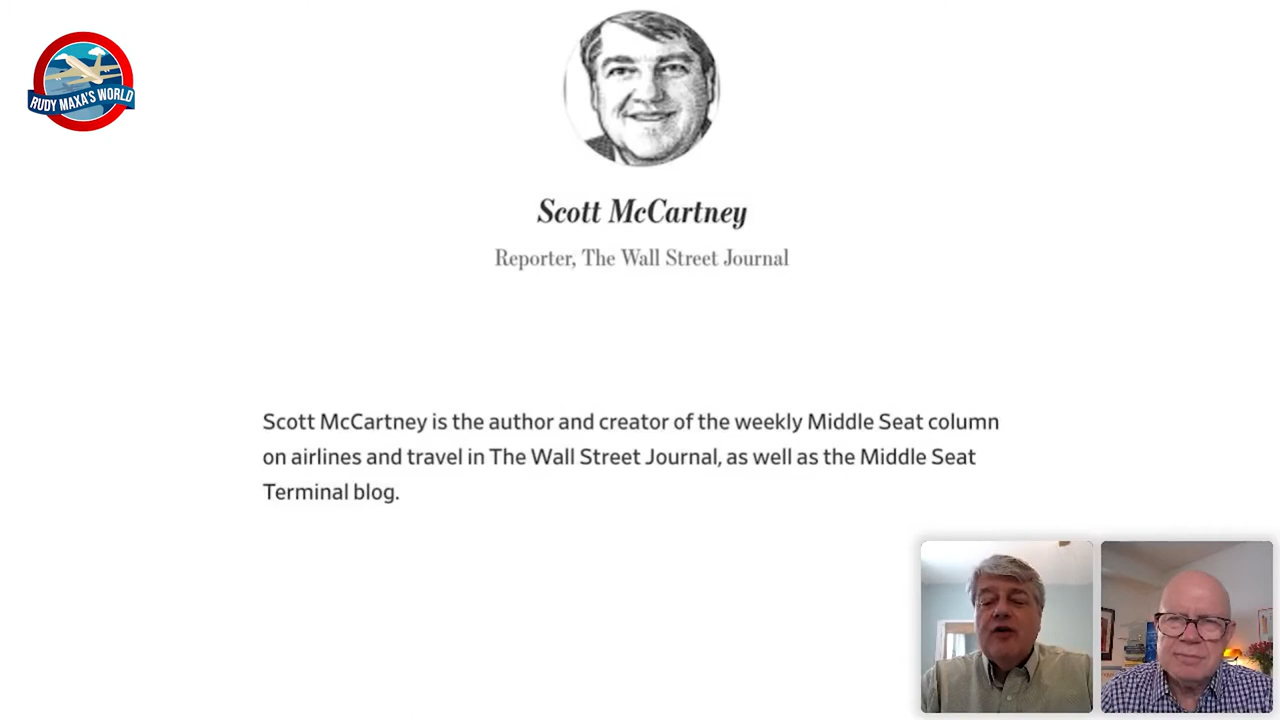 RUDY MAXA'S WORLD
Scott McCartney
Reporter, The Wall Street Journal
Scott McCartney is the author and creator of the weekly Middle Seat column
on airlines and travel in The Wall Street Journal, as well as the Middle Seat
Terminal blog.